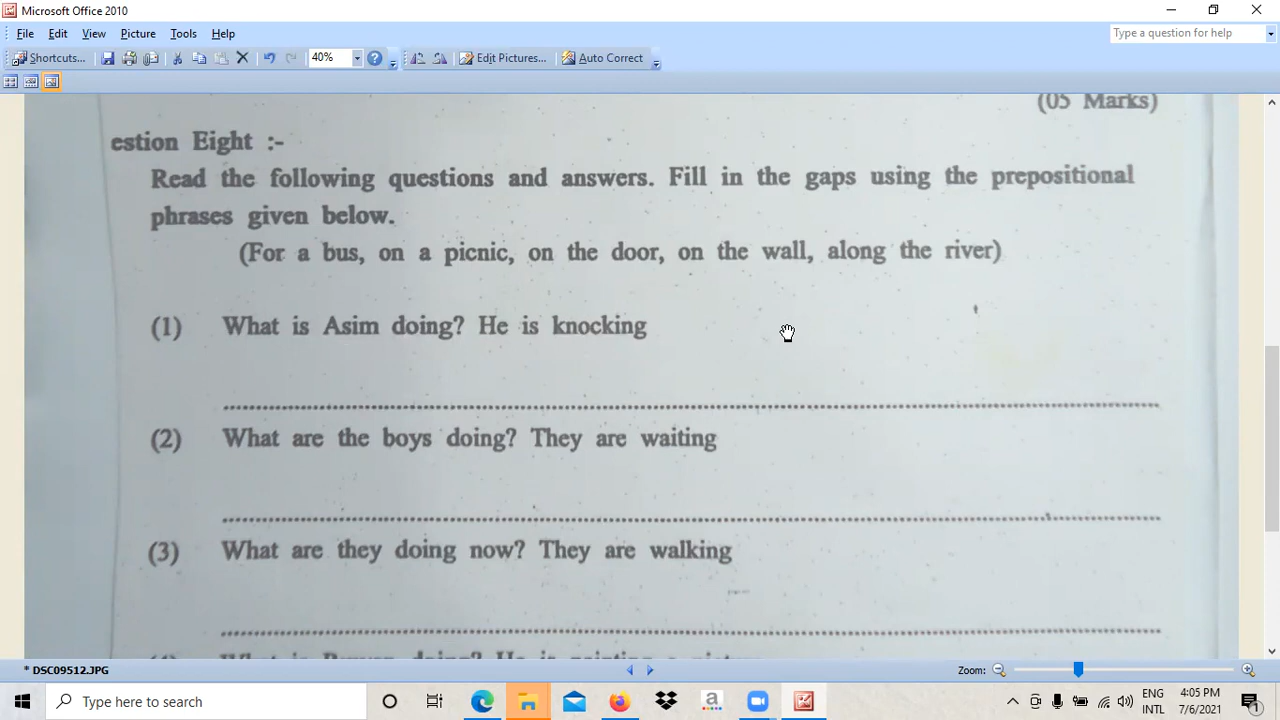 Microsoft Office 2010
File Edit View Picture Tools Help
Type a question for help
Shortcuts... 40% Edit Pictures... Auto Correct
(05 Marks)
estion Eight :-
Read the following questions and answers. Fill in the gaps using the prepositional
phrases given below.
(For a bus, on a picnic, on the door, on the wall, along the river)
(1) What is Asim doing? He is knocking
(2) What are the boys doing? They are waiting
(3) What are they doing now? They are walking
* DSC09512.JPG
Zoom:
Type here to search
ENG
INTL
4:05 PM
7/6/2021